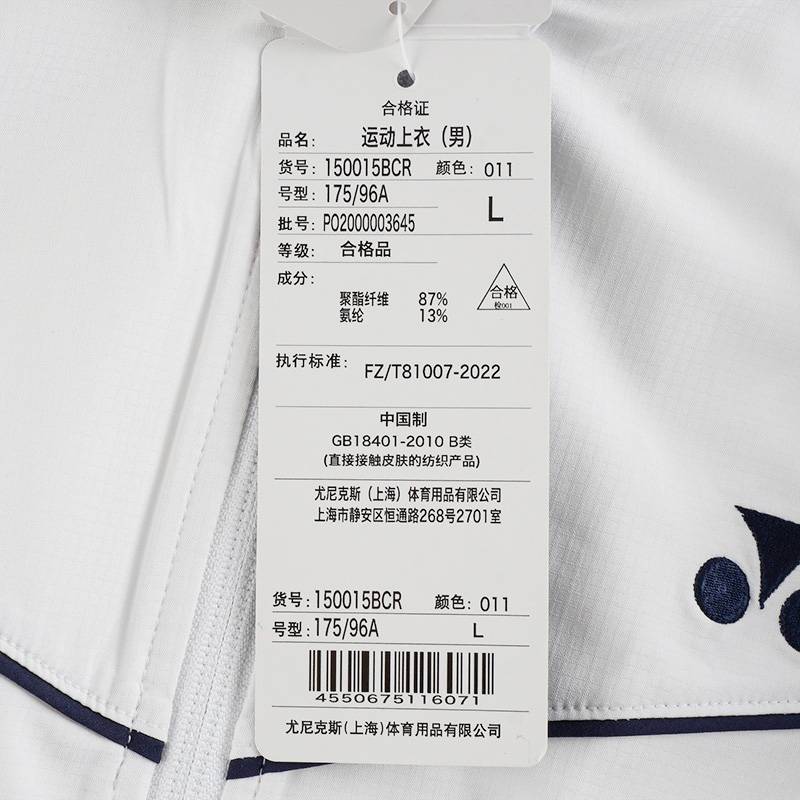 合格证
品名： 运动上衣（男）
货号：150015BCR 颜色：011
号型：175/96A L
批号：PO2000003645
等级： 合格品
成分：
聚酯纤维 87%
氨纶 13%
合格
检001
执行标准： FZ/T81007-2022
中国制
GB18401-2010 B类
(直接接触皮肤的纺织产品)
尤尼克斯（上海）体育用品有限公司
上海市静安区恒通路268号2701室
货号：150015BCR 颜色：011
号型：175/96A L
4550675116071
尤尼克斯（上海）体育用品有限公司